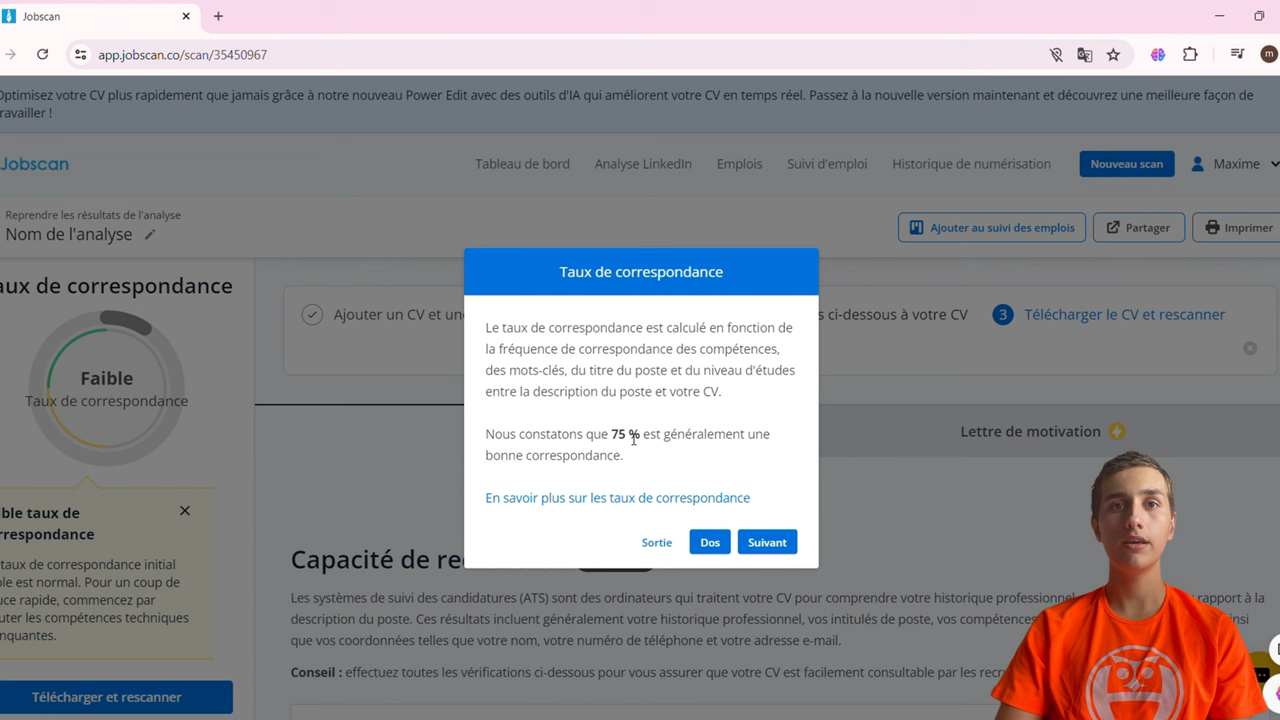 Jobscan
app.jobscan.co/scan/35450967
m
Optimisez votre CV plus rapidement que jamais grâce à notre nouveau Power Edit avec des outils d'IA qui améliorent votre CV en temps réel. Passez à la nouvelle version maintenant et découvrez une meilleure façon de
ravailler !
Jobscan
Tableau de bord
Analyse LinkedIn
Emplois
Suivi d'emploi
Historique de numérisation
Nouveau scan
Maxime
Reprendre les résultats de l'analyse
Nom de l'analyse
Ajouter au suivi des emplois
Partager
Imprimer
aux de correspondance
Faible
Taux de correspondance
Ajouter un CV et une
s ci-dessous à votre CV
3
Télécharger le CV et rescanner
Taux de correspondance
Le taux de correspondance est calculé en fonction de
la fréquence de correspondance des compétences,
des mots-clés, du titre du poste et du niveau d'études
entre la description du poste et votre CV.
Nous constatons que 75 % est généralement une
bonne correspondance.
En savoir plus sur les taux de correspondance
Sortie
Dos
Suivant
Lettre de motivation
ble taux de
rrespondance
taux de correspondance initial
ble est normal. Pour un coup de
uce rapide, commencez par
uter les compétences techniques
nquantes.
Télécharger et rescanner
Capacité de re
Les systèmes de suivi des candidatures (ATS) sont des ordinateurs qui traitent votre CV pour comprendre votre historique professionnel rapport à la
description du poste. Ces résultats incluent généralement votre historique professionnel, vos intitulés de poste, vos compétences ainsi
que vos coordonnées telles que votre nom, votre numéro de téléphone et votre adresse e-mail.
Conseil : effectuez toutes les vérifications ci-dessous pour vous assurer que votre CV est facilement consultable par les recru